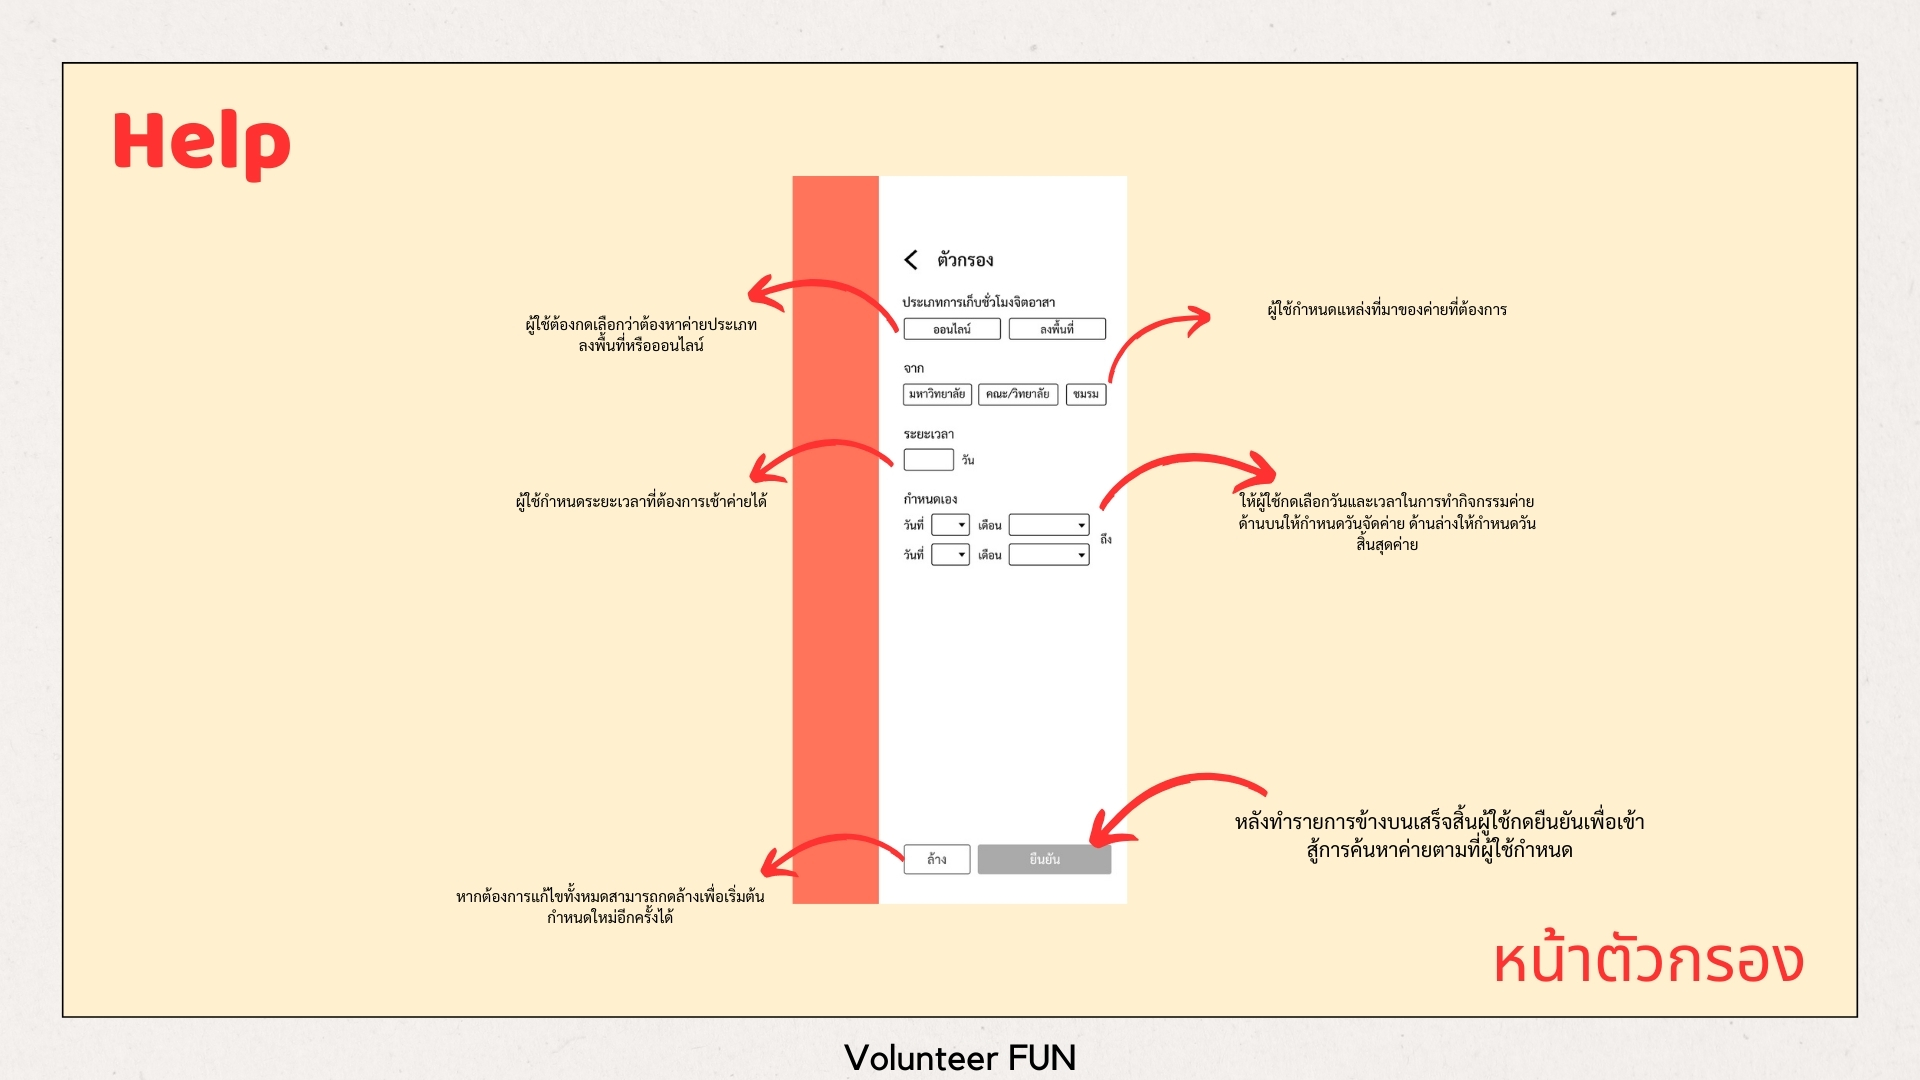 Help
ตัวกรอง
ประเภทการเก็บชั่วโมงจิตอาสา
ออนไลน์ ลงพื้นที่
จาก
มหาวิทยาลัย คณะ/วิทยาลัย ชมรม
ระยะเวลา
วัน
กำหนดเอง
วันที่ เดือน
ถึง
วันที่ เดือน
ล้าง ยืนยัน
ผู้ใช้ต้องกดเลือกว่าต้องหาค่ายประเภท
ลงพื้นที่หรือออนไลน์
ผู้ใช้กำหนดระยะเวลาที่ต้องการเช้าค่ายได้
หากต้องการแก้ไขทั้งหมดสามารถกดล้างเพื่อเริ่มต้น
กำหนดใหม่อีกครั้งได้
ผู้ใช้กำหนดแหล่งที่มาของค่ายที่ต้องการ
ให้ผู้ใช้กดเลือกวันและเวลาในการทำกิจกรรมค่าย
ด้านบนให้กำหนดวันจัดค่าย ด้านล่างให้กำหนดวัน
สิ้นสุดค่าย
หลังทำรายการข้างบนเสร็จสิ้นผู้ใช้กดยืนยันเพื่อเข้า
สู้การค้นหาค่ายตามที่ผู้ใช้กำหนด
หน้าตัวกรอง
Volunteer FUN